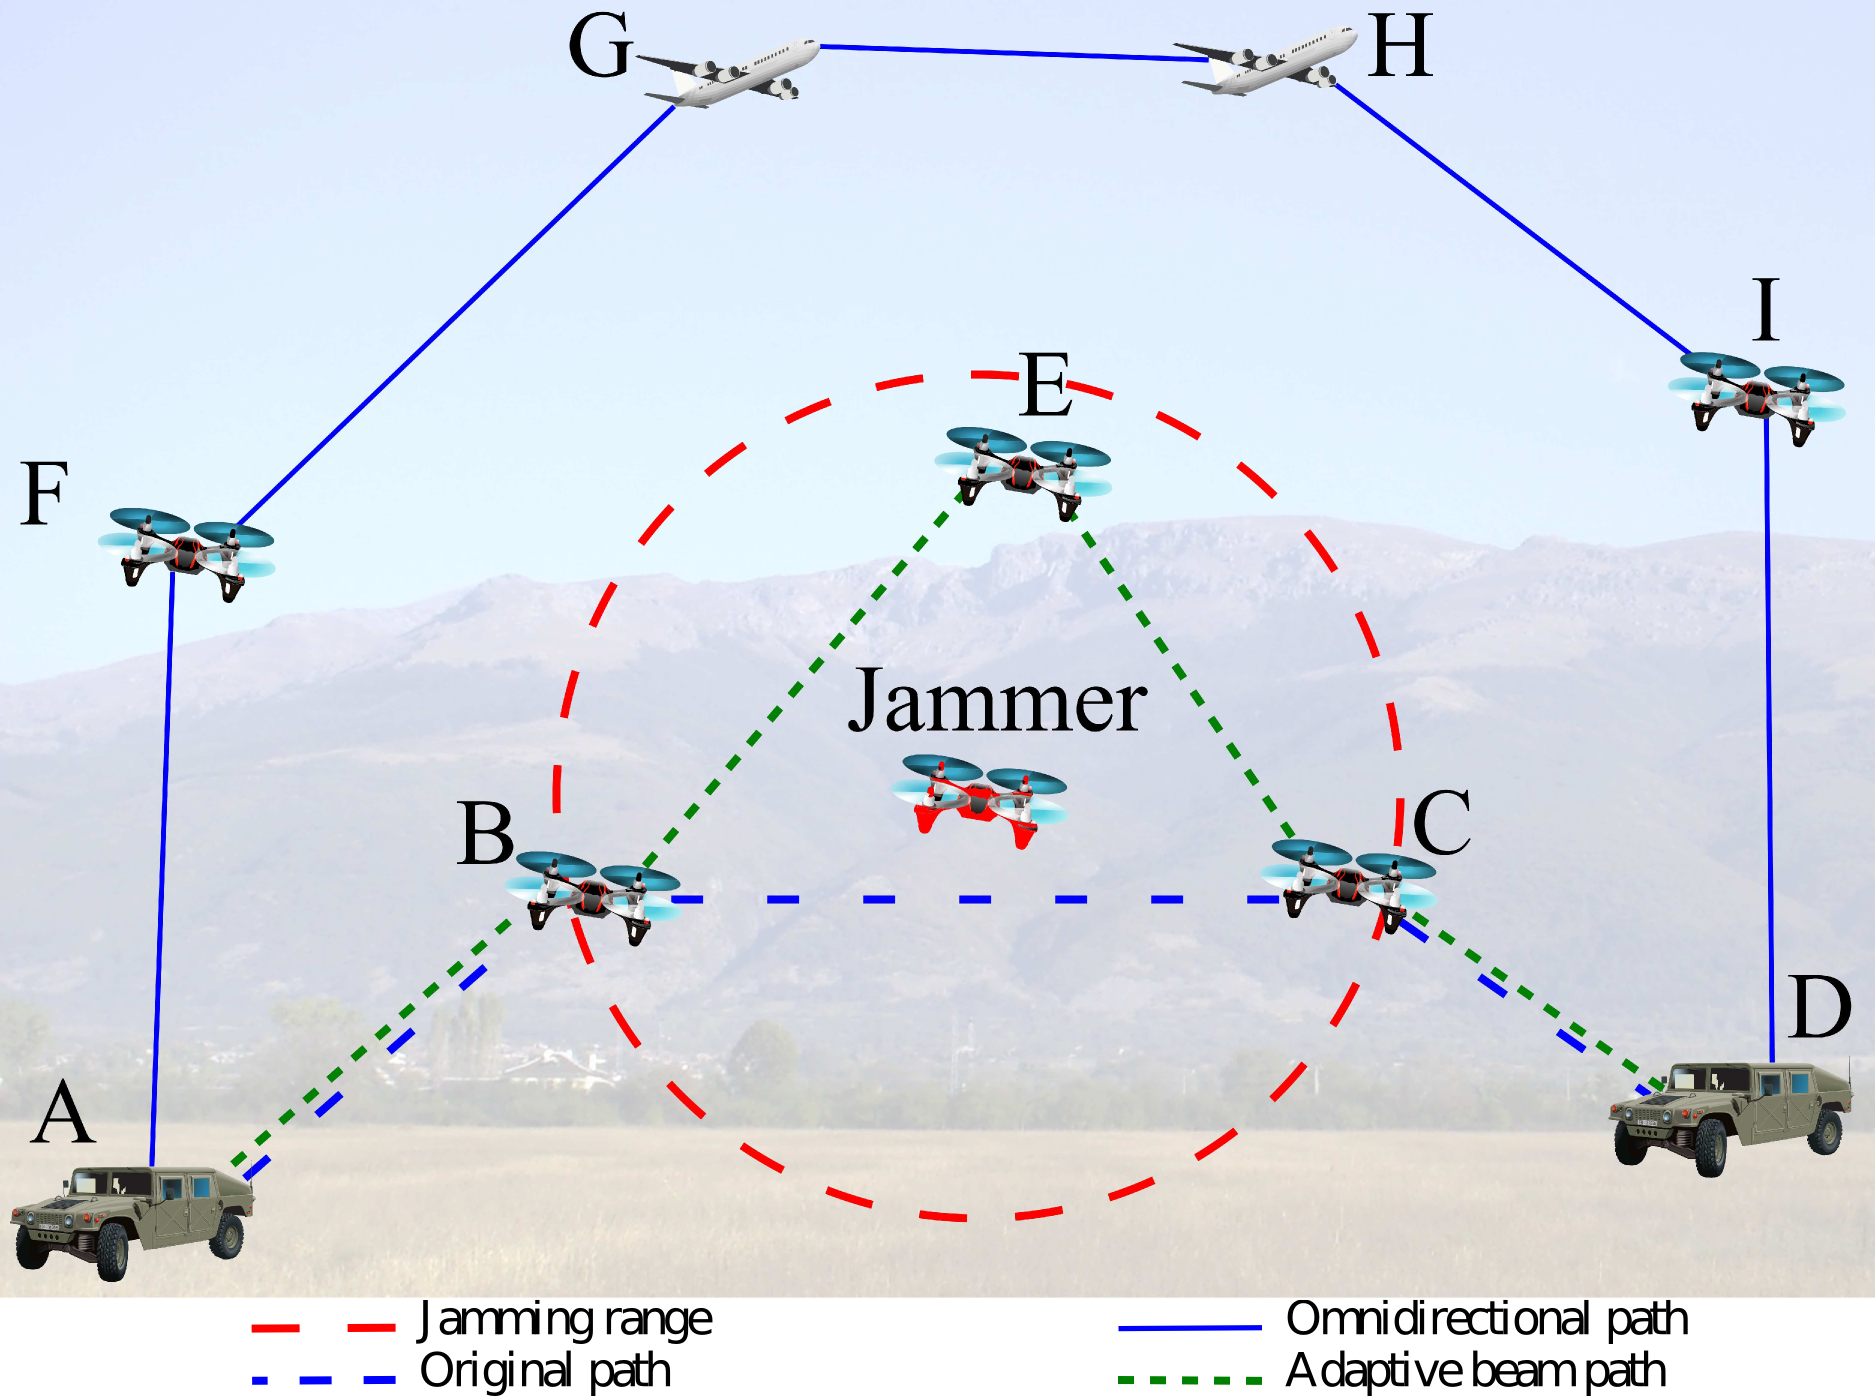 G
H
I
E
F
Jammer
B
C
D
A
Jamming range
Omnidirectional path
Original path
Adaptive beam path